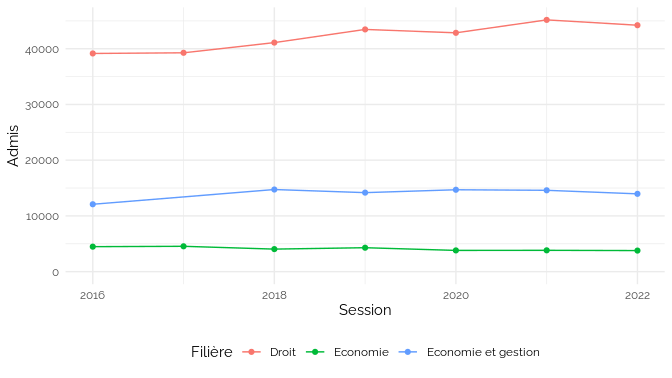 40000
30000
20000
10000
0
Admis
2016
2018
2020
2022
Session
Filière
Droit
Economie
Economie et gestion